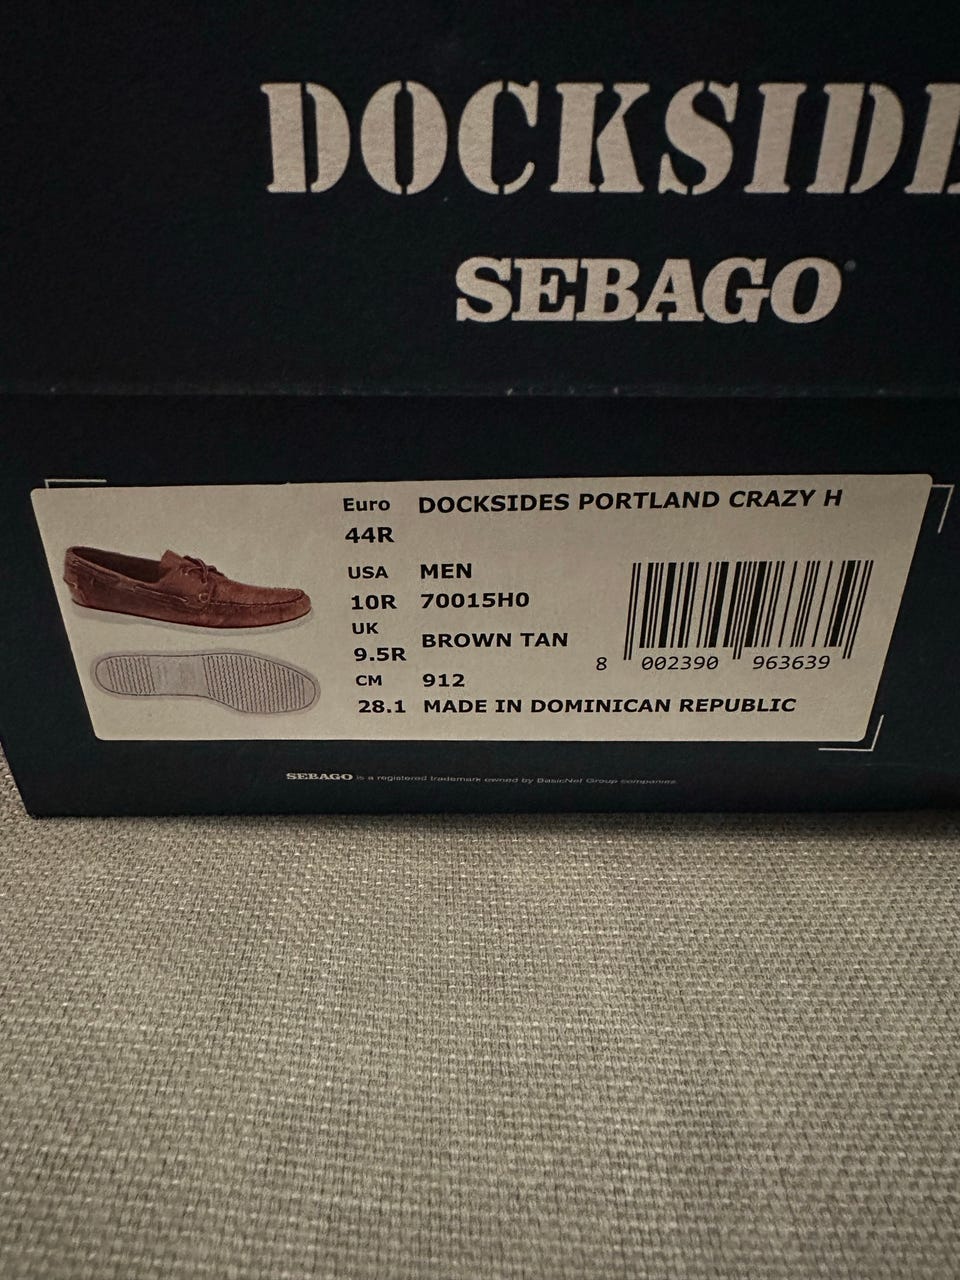 DOCKSIDE
SEBAGO
Euro DOCKSIDES PORTLAND CRAZY H
44R
USA MEN
10R 70015H0
UK
9.5R BROWN TAN
CM 912
28.1 MADE IN DOMINICAN REPUBLIC
8 002390 963639
SEBAGO is a registered trademark owned by BasicNet Group companies.